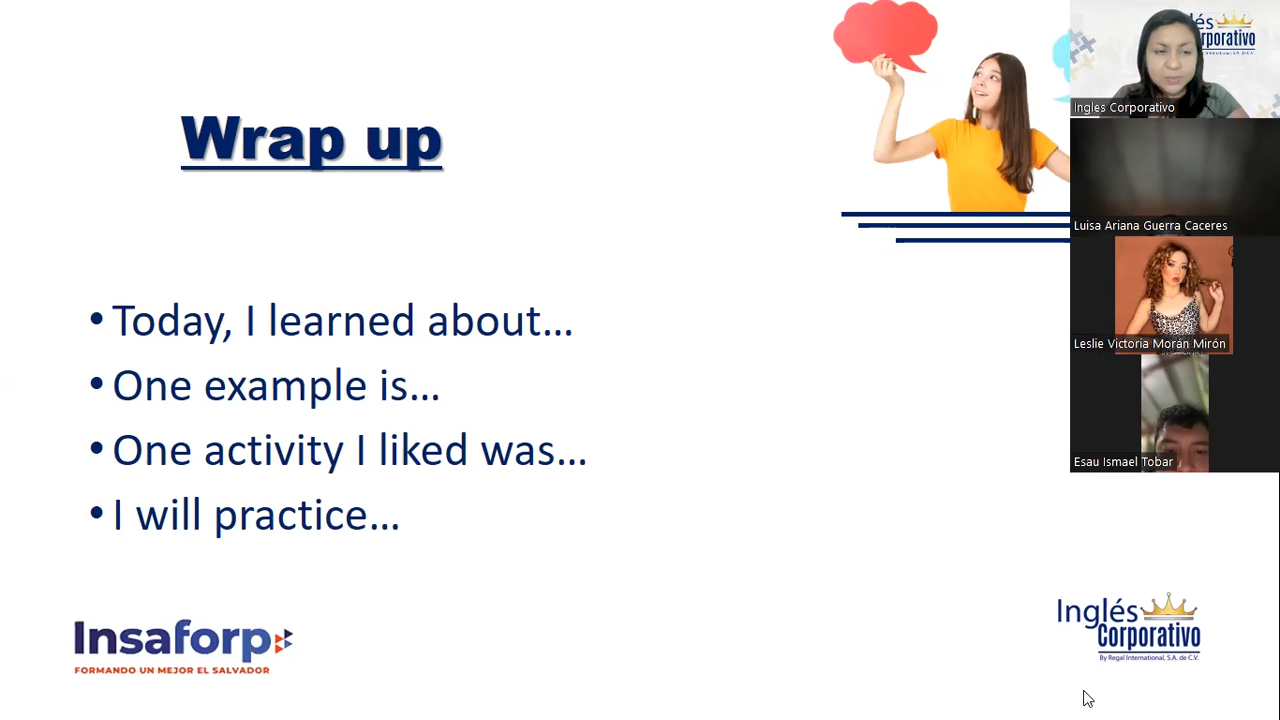 Wrap up
• Today, I learned about...
• One example is...
• One activity I liked was...
• I will practice...
Insaforp
FORMANDO UN MEJOR EL SALVADOR
Inglés
Corporativo
By Regal International, S.A. de C.V.
Ingles Corporativo
Luisa Ariana Guerra Caceres
Leslie Victoria Morán Mirón
Esau Ismael Tobar